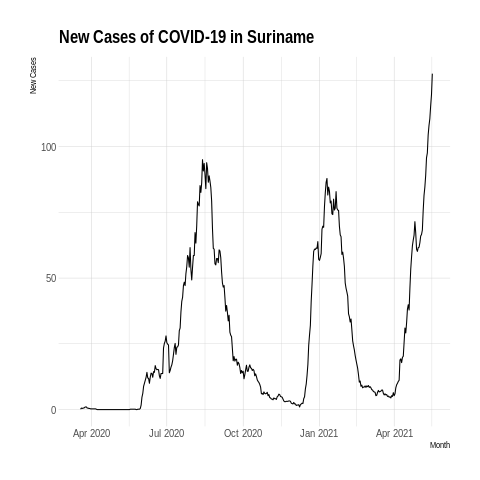 New Cases of COVID-19 in Suriname
New Cases
100
50
0
Apr 2020 Jul 2020 Oct 2020 Jan 2021 Apr 2021
Month